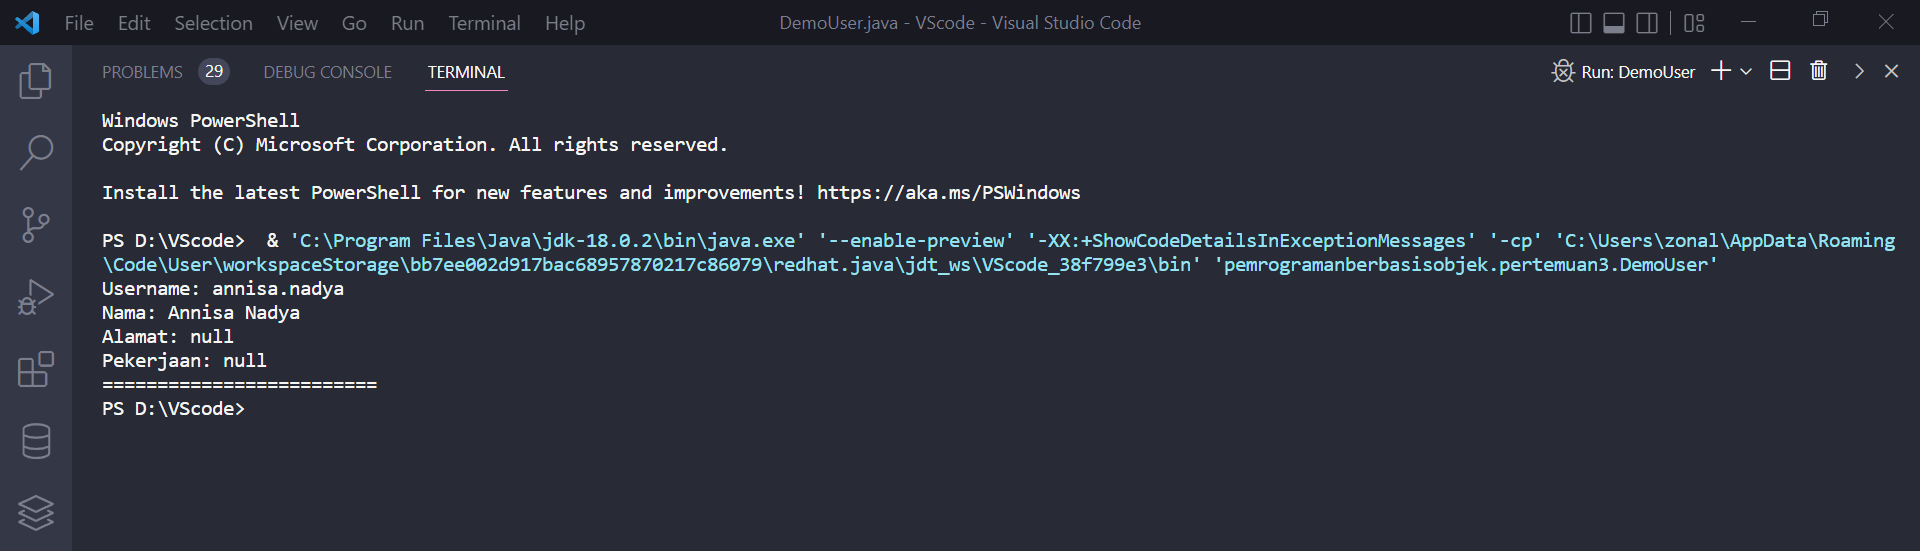 File Edit Selection View Go Run Terminal Help DemoUser.java - VScode - Visual Studio Code
PROBLEMS 29 DEBUG CONSOLE TERMINAL Run: DemoUser
Windows PowerShell
Copyright (C) Microsoft Corporation. All rights reserved.
Install the latest PowerShell for new features and improvements! https://aka.ms/PSWindows
PS D:\VScode>  & 'C:\Program Files\Java\jdk-18.0.2\bin\java.exe' '--enable-preview' '-XX:+ShowCodeDetailsInExceptionMessages' '-cp' 'C:\Users\zonal\AppData\Roaming
\Code\User\workspaceStorage\bb7ee002d917bac68957870217c86079\redhat.java\jdt_ws\VScode_38f799e3\bin' 'pemrogramanberbasisobjek.pertemuan3.DemoUser'
Username: annisa.nadya
Nama: Annisa Nadya
Alamat: null
Pekerjaan: null
=========================
PS D:\VScode>